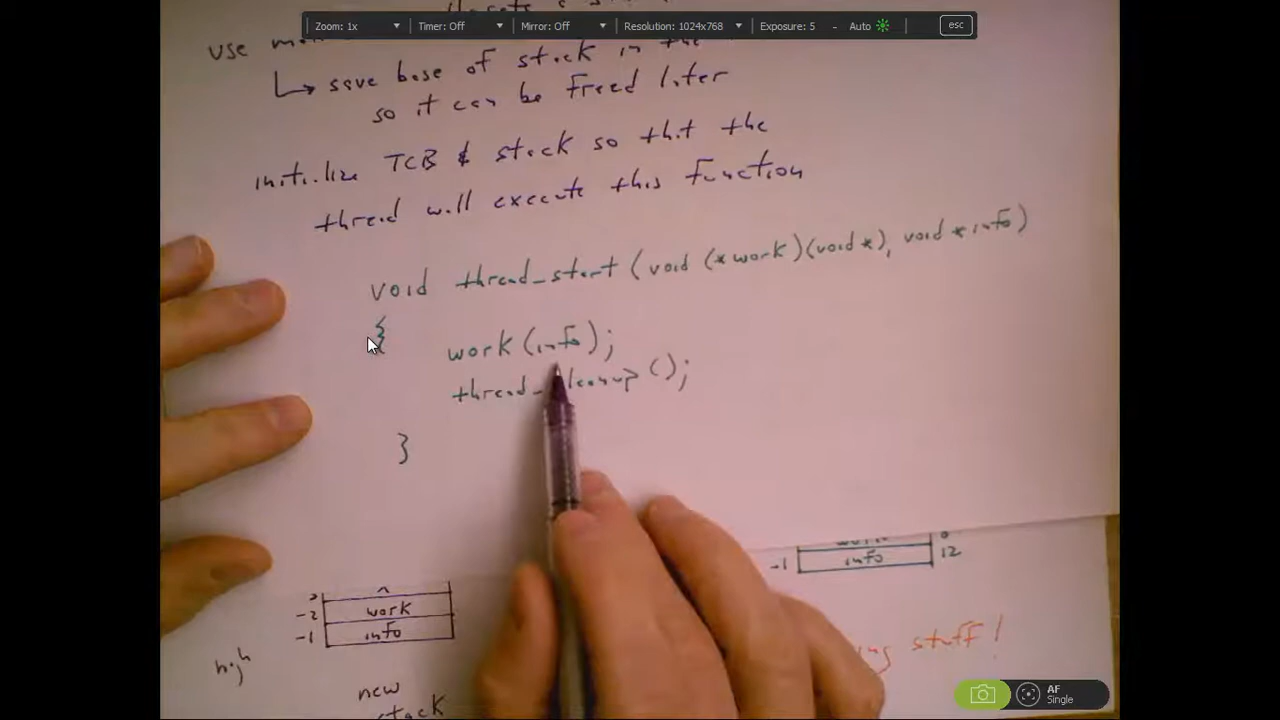 Zoom: 1x Timer: Off Mirror: Off Resolution: 1024x768 Exposure: 5 - Auto esc
use
↳ save base of stack in the
so it can be freed later
initialize TCB & stack so that the
thread will execute this function
void thread_start (void (*work)(void*), void *info)
{
work (info);
thread_cleanup ();
}
-1 info 12
-2 work
-1 info
high
new
stack
stuff!
AF
Single